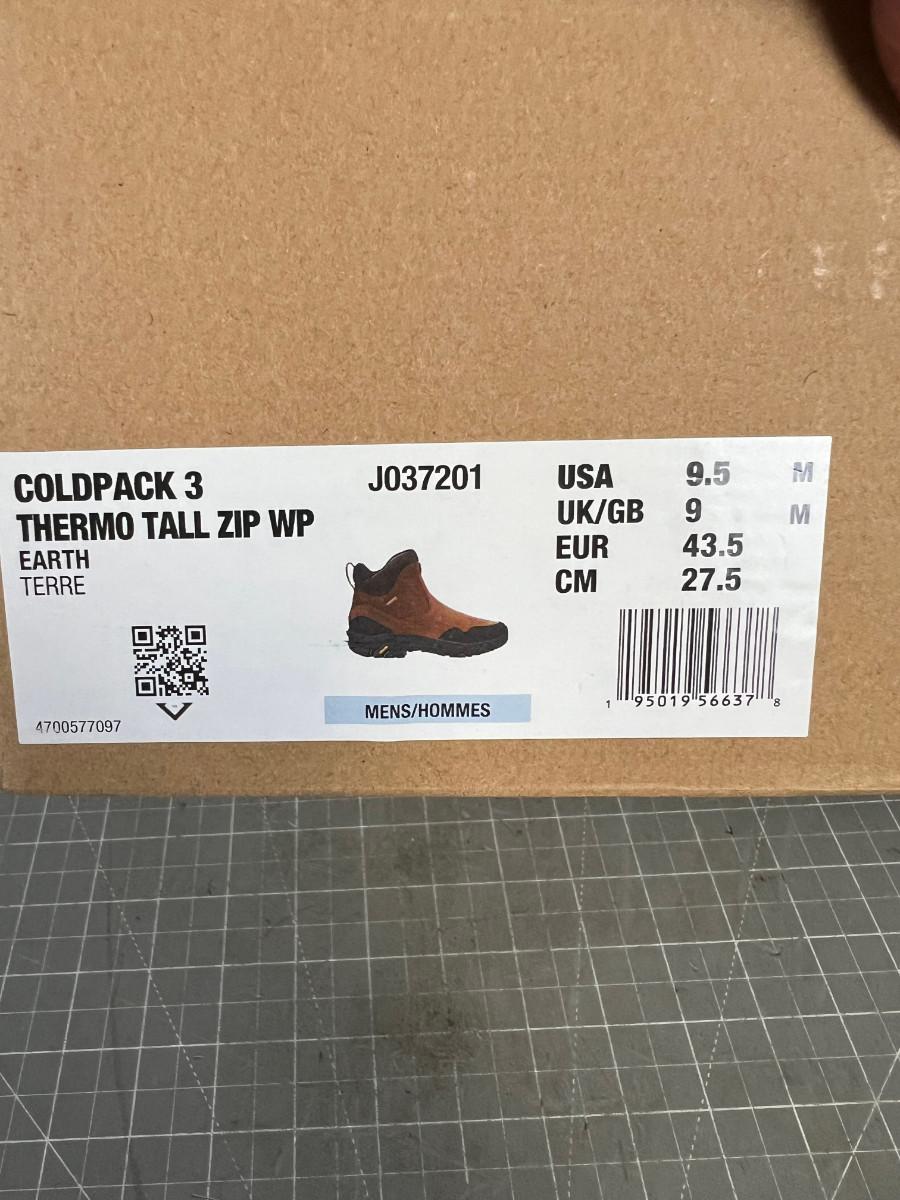 COLDPACK 3
THERMO TALL ZIP WP
EARTH
TERRE
4700577097
J037201
MENS/HOMMES
USA 9.5 M
UK/GB 9 M
EUR 43.5
CM 27.5
1 95019 56637 8